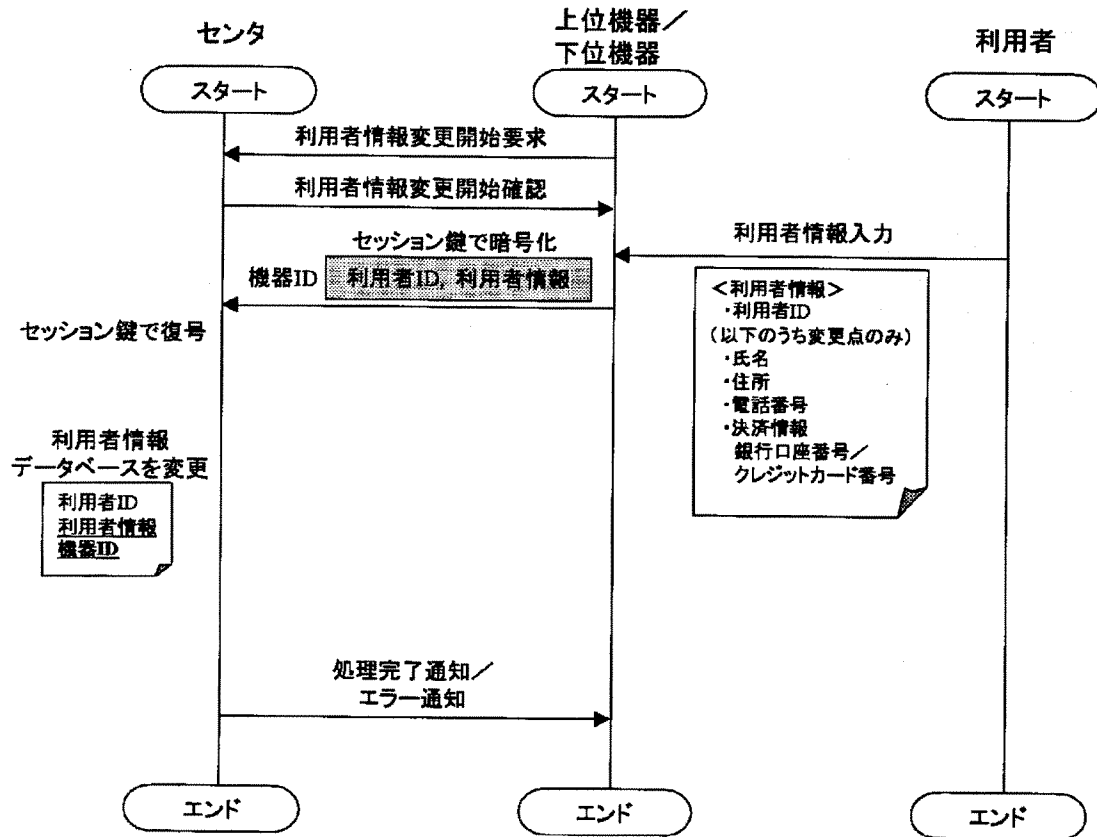 センタ
上位機器／
下位機器
利用者
スタート
スタート
スタート
利用者情報変更開始要求
利用者情報変更開始確認
セッション鍵で暗号化
利用者情報入力
機器ID
利用者ID, 利用者情報
＜利用者情報＞
・利用者ID
（以下のうち変更点のみ）
・氏名
・住所
・電話番号
・決済情報
銀行口座番号／
クレジットカード番号
セッション鍵で復号
利用者情報
データベースを変更
利用者ID
利用者情報
機器ID
処理完了通知／
エラー通知
エンド
エンド
エンド